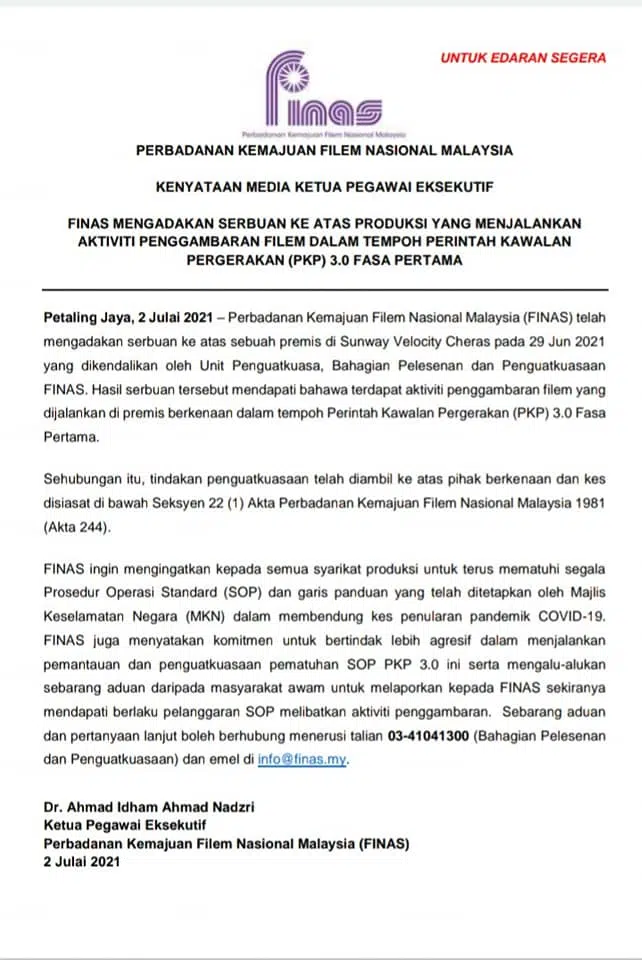 UNTUK EDARAN SEGERA
Finas
Perbadanan Kemajuan Filem Nasional Malaysia
PERBADANAN KEMAJUAN FILEM NASIONAL MALAYSIA
KENYATAAN MEDIA KETUA PEGAWAI EKSEKUTIF
FINAS MENGADAKAN SERBUAN KE ATAS PRODUKSI YANG MENJALANKAN
AKTIVITI PENGGAMBARAN FILEM DALAM TEMPOH PERINTAH KAWALAN
PERGERAKAN (PKP) 3.0 FASA PERTAMA
Petaling Jaya, 2 Julai 2021 – Perbadanan Kemajuan Filem Nasional Malaysia (FINAS) telah
mengadakan serbuan ke atas sebuah premis di Sunway Velocity Cheras pada 29 Jun 2021
yang dikendalikan oleh Unit Penguatkuasa, Bahagian Pelesenan dan Penguatkuasaan
FINAS. Hasil serbuan tersebut mendapati bahawa terdapat aktiviti penggambaran filem yang
dijalankan di premis berkenaan dalam tempoh Perintah Kawalan Pergerakan (PKP) 3.0 Fasa
Pertama.
Sehubungan itu, tindakan penguatkuasaan telah diambil ke atas pihak berkenaan dan kes
disiasat di bawah Seksyen 22 (1) Akta Perbadanan Kemajuan Filem Nasional Malaysia 1981
(Akta 244).
FINAS ingin mengingatkan kepada semua syarikat produksi untuk terus mematuhi segala
Prosedur Operasi Standard (SOP) dan garis panduan yang telah ditetapkan oleh Majlis
Keselamatan Negara (MKN) dalam membendung kes penularan pandemik COVID-19.
FINAS juga menyatakan komitmen untuk bertindak lebih agresif dalam menjalankan
pemantauan dan penguatkuasaan pematuhan SOP PKP 3.0 ini serta mengalu-alukan
sebarang aduan daripada masyarakat awam untuk melaporkan kepada FINAS sekiranya
mendapati berlaku pelanggaran SOP melibatkan aktiviti penggambaran. Sebarang aduan
dan pertanyaan lanjut boleh berhubung menerusi talian 03-41041300 (Bahagian Pelesenan
dan Penguatkuasaan) dan emel di info@finas.my.
Dr. Ahmad Idham Ahmad Nadzri
Ketua Pegawai Eksekutif
Perbadanan Kemajuan Filem Nasional Malaysia (FINAS)
2 Julai 2021